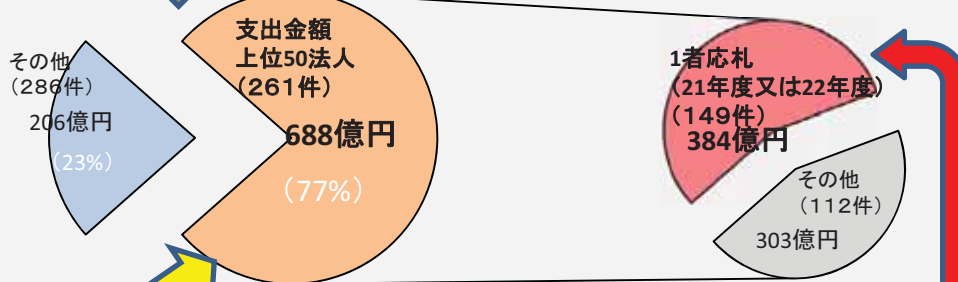 その他
（286件）
206億円
（23%）
支出金額
上位50法人
（261件）
688億円
（77%）
1者応札
（21年度又は22年度）
（149件）
384億円
その他
（112件）
303億円